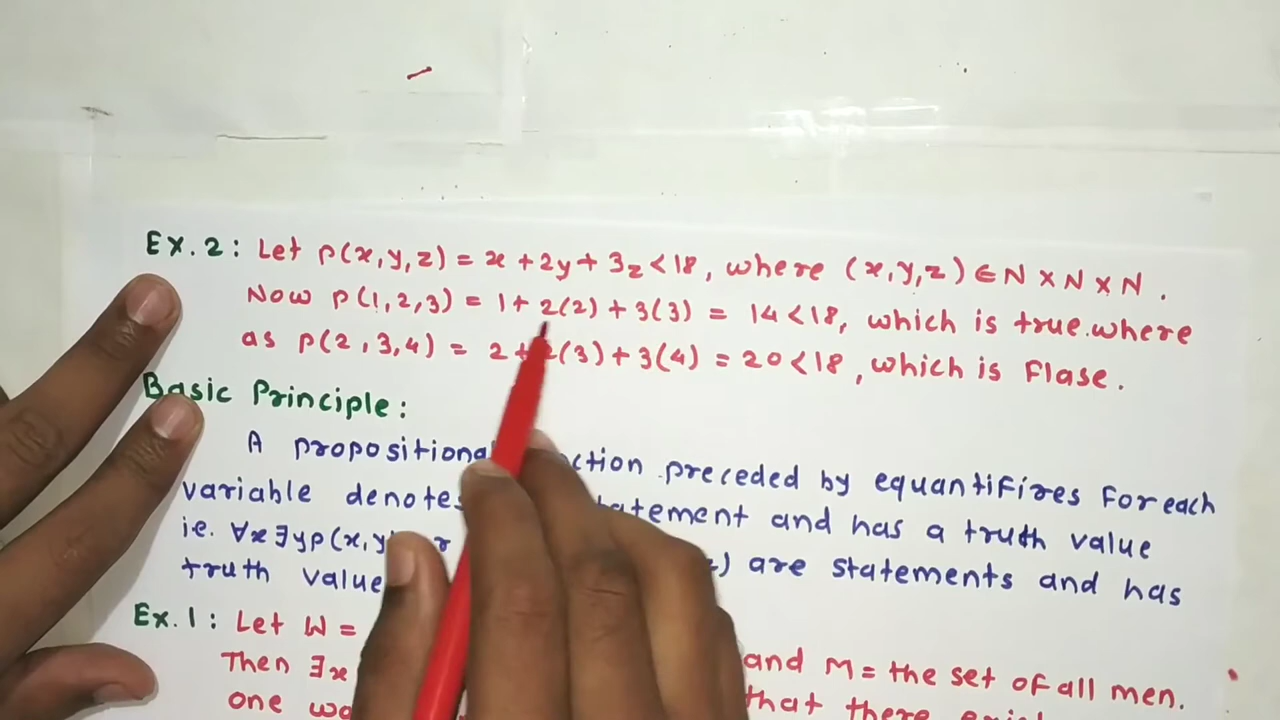 Ex. 2: Let p(x,y,z) = x + 2y + 3z < 18, where (x,y,z) ∈ N × N × N.
Now p(1,2,3) = 1 + 2(2) + 3(3) = 14 < 18, which is true. where
as p(2,3,4) = 2 + 2(3) + 3(4) = 20 < 18, which is Flase.
Basic Principle:
A propositional preceded by equantifires For each
variable denotes and has a truth value
ie. ∀x ∃y p(x,y) are statements and has
truth value
Ex. 1: Let W = and M = the set of all men.
Then ∃x
one that there